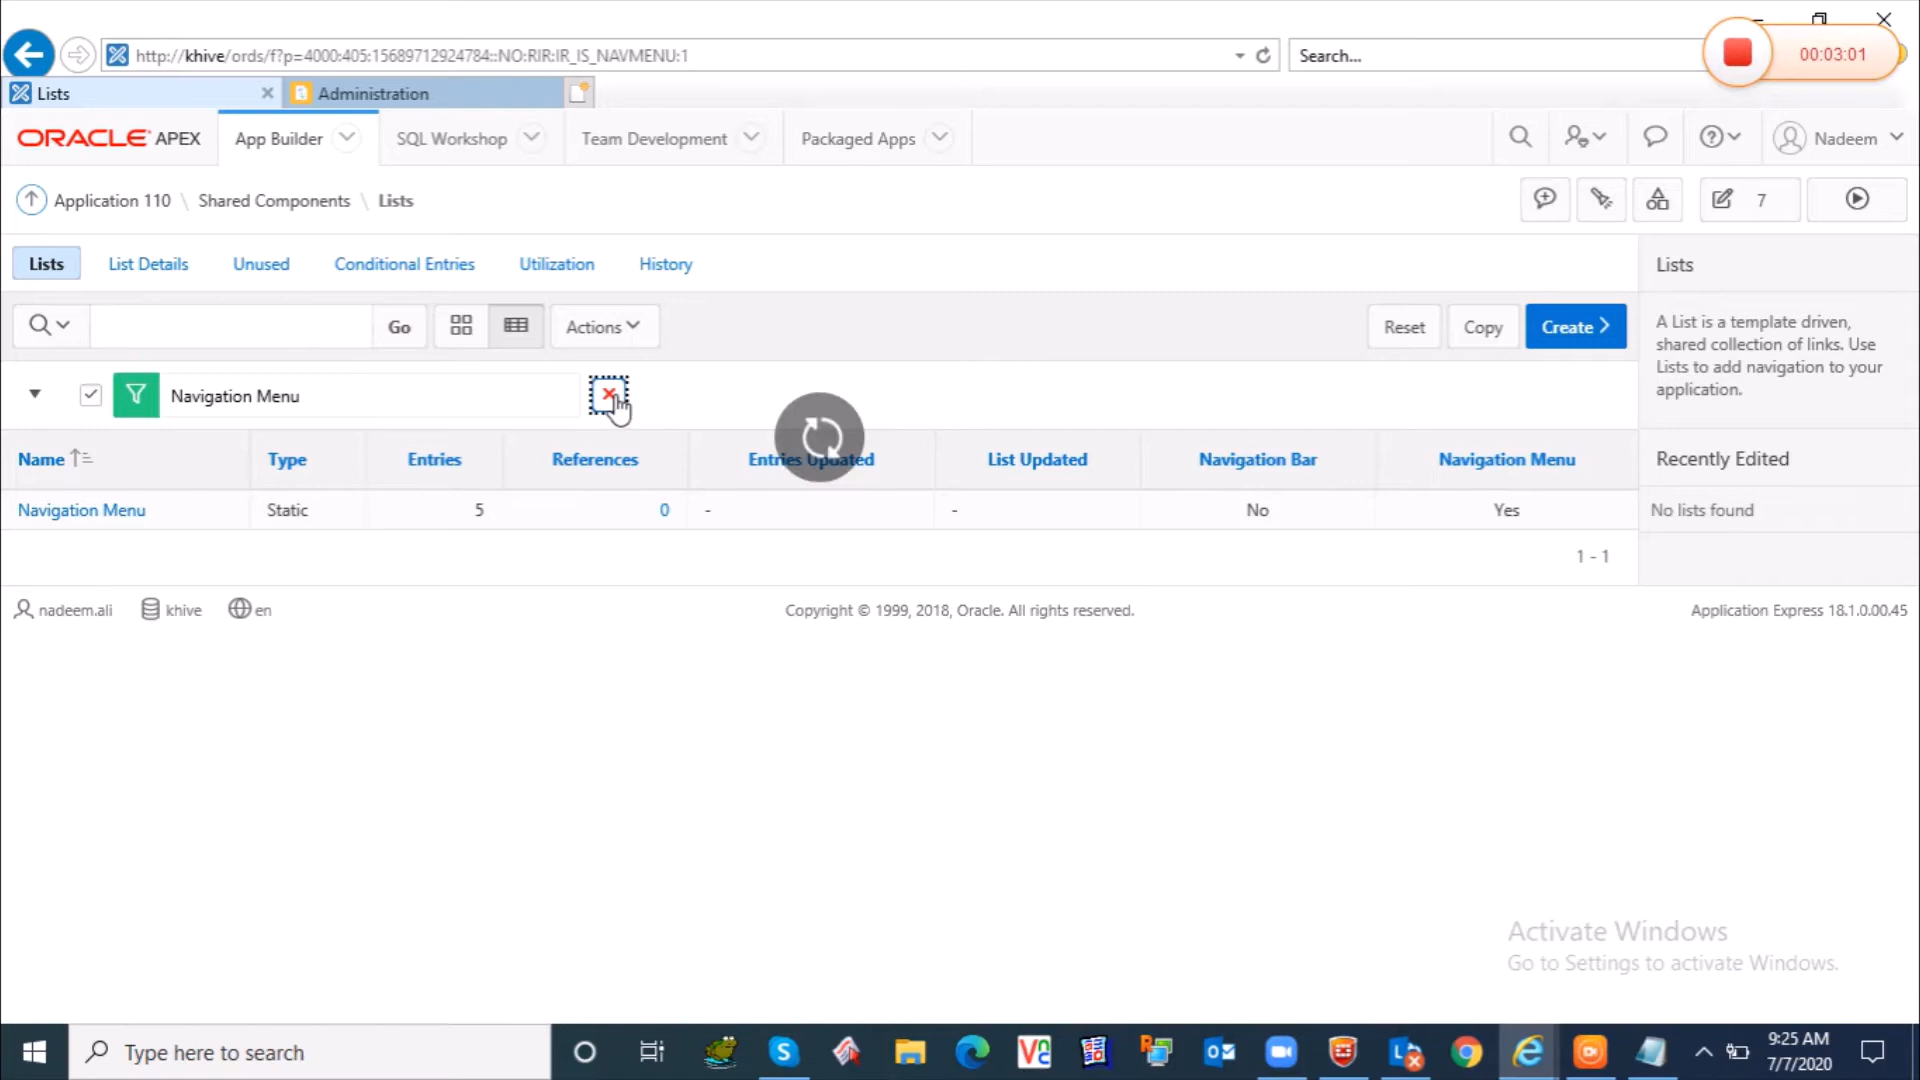 http://khive/ords/f?p=4000:405:15689712924784::NO:RIR:IR_IS_NAVMENU:1
Search...
00:03:01
Lists
Administration
ORACLE APEX
App Builder
SQL Workshop
Team Development
Packaged Apps
Nadeem
Application 110 \ Shared Components \ Lists
7
Lists
List Details
Unused
Conditional Entries
Utilization
History
Lists
Go
Actions
Reset
Copy
Create
A List is a template driven,
shared collection of links. Use
Lists to add navigation to your
application.
Navigation Menu
Name Type Entries References Entries Updated List Updated Navigation Bar Navigation Menu
Recently Edited
Navigation Menu Static 5 0 - - No Yes
No lists found
1 - 1
nadeem.ali khive en
Copyright © 1999, 2018, Oracle. All rights reserved.
Application Express 18.1.0.00.45
Activate Windows
Go to Settings to activate Windows.
Type here to search
9:25 AM
7/7/2020